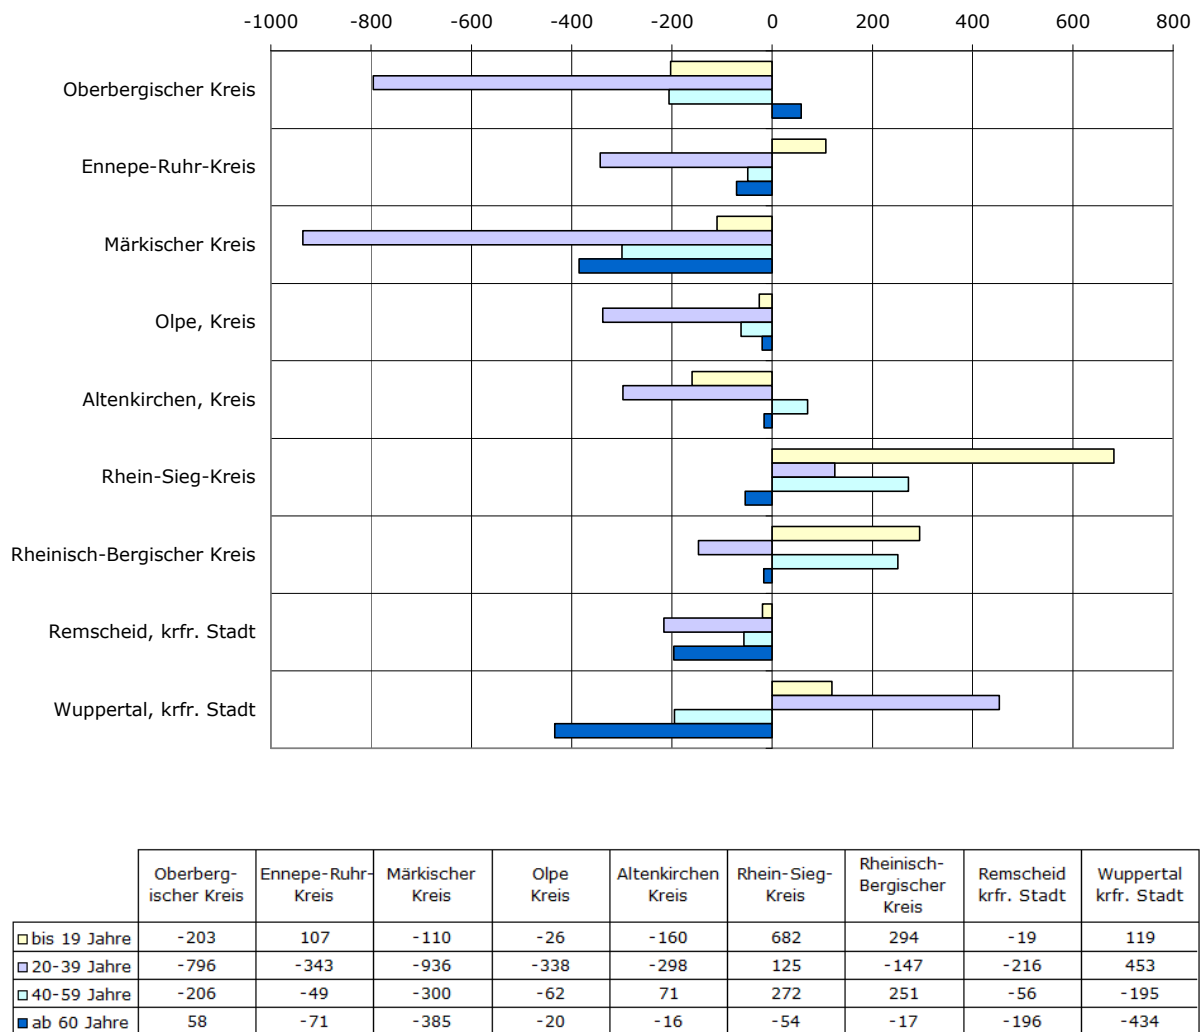 -1000 -800 -600 -400 -200 0 200 400 600 800
Oberbergischer Kreis
Ennepe-Ruhr-Kreis
Märkischer Kreis
Olpe, Kreis
Altenkirchen, Kreis
Rhein-Sieg-Kreis
Rheinisch-Bergischer Kreis
Remscheid, krfr. Stadt
Wuppertal, krfr. Stadt
Oberberg-
ischer Kreis
Ennepe-Ruhr-
Kreis
Märkischer
Kreis
Olpe
Kreis
Altenkirchen
Kreis
Rhein-Sieg-
Kreis
Rheinisch-
Bergischer
Kreis
Remscheid
krfr. Stadt
Wuppertal
krfr. Stadt
bis 19 Jahre -203 107 -110 -26 -160 682 294 -19 119
20-39 Jahre -796 -343 -936 -338 -298 125 -147 -216 453
40-59 Jahre -206 -49 -300 -62 71 272 251 -56 -195
ab 60 Jahre 58 -71 -385 -20 -16 -54 -17 -196 -434